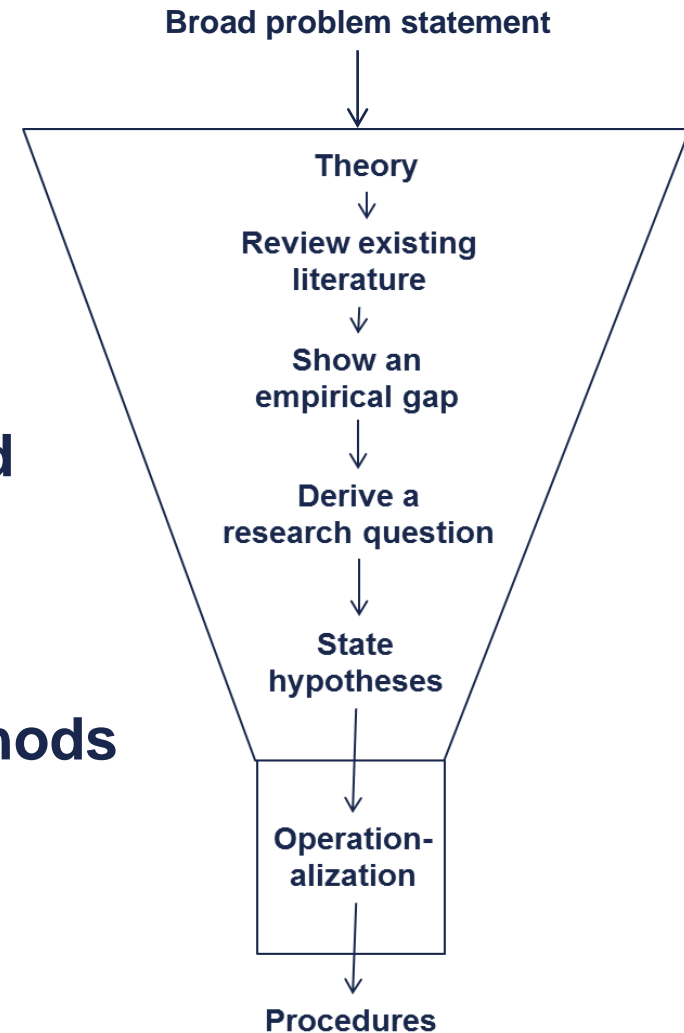 Broad problem statement
Theory
Review existing
literature
Show an
empirical gap
d
Derive a
research question
State
hypotheses
hods
Operation-
alization
Procedures